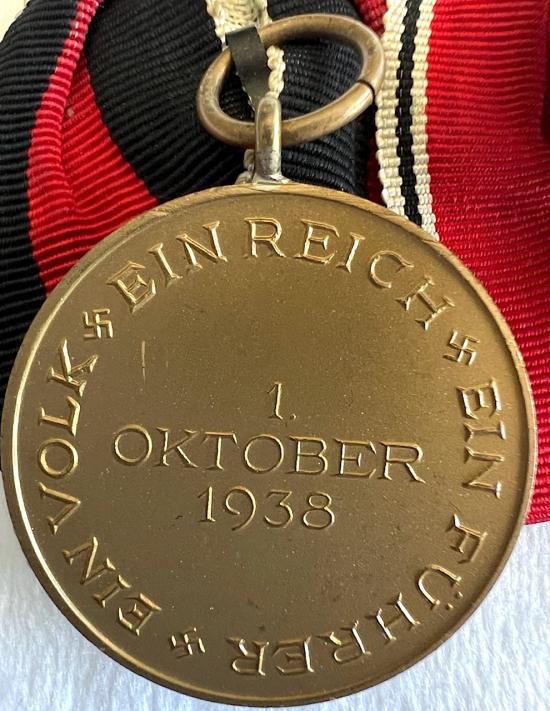 EIN VOLK
EIN REICH
EIN FÜHRER
1.
OKTOBER
1938